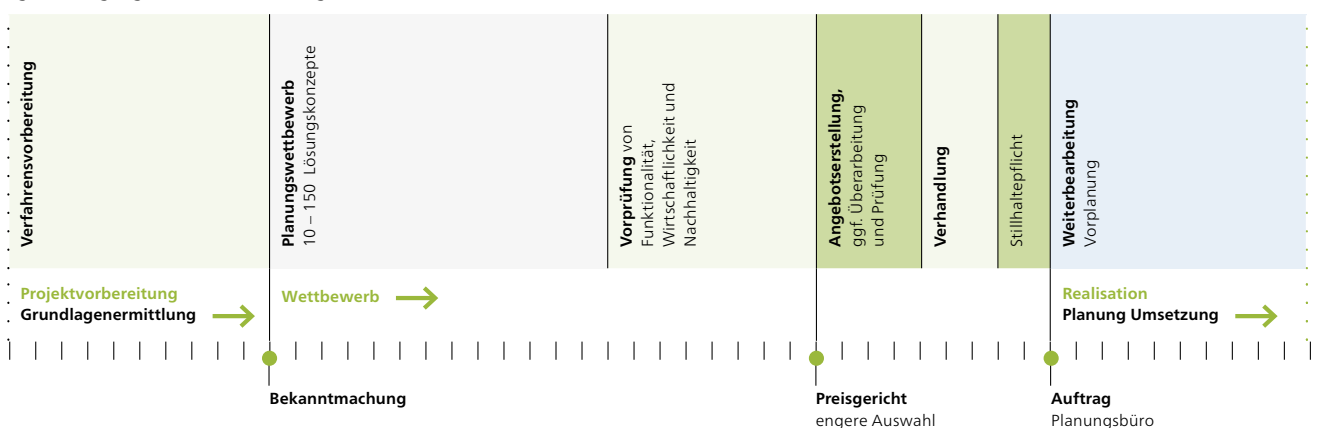 Verfahrensvorbereitung
Planungswettbewerb
10 – 150 Lösungskonzepte
Vorprüfung von
Funktionalität,
Wirtschaftlichkeit und
Nachhaltigkeit
Angebotserstellung,
ggf. Überarbeitung
und Prüfung
Verhandlung
Stillhaltepflicht
Weiterbearbeitung
Vorplanung
Projektvorbereitung
Grundlagenermittlung
Wettbewerb
Realisation
Planung Umsetzung
Bekanntmachung
Preisgericht
engere Auswahl
Auftrag
Planungsbüro